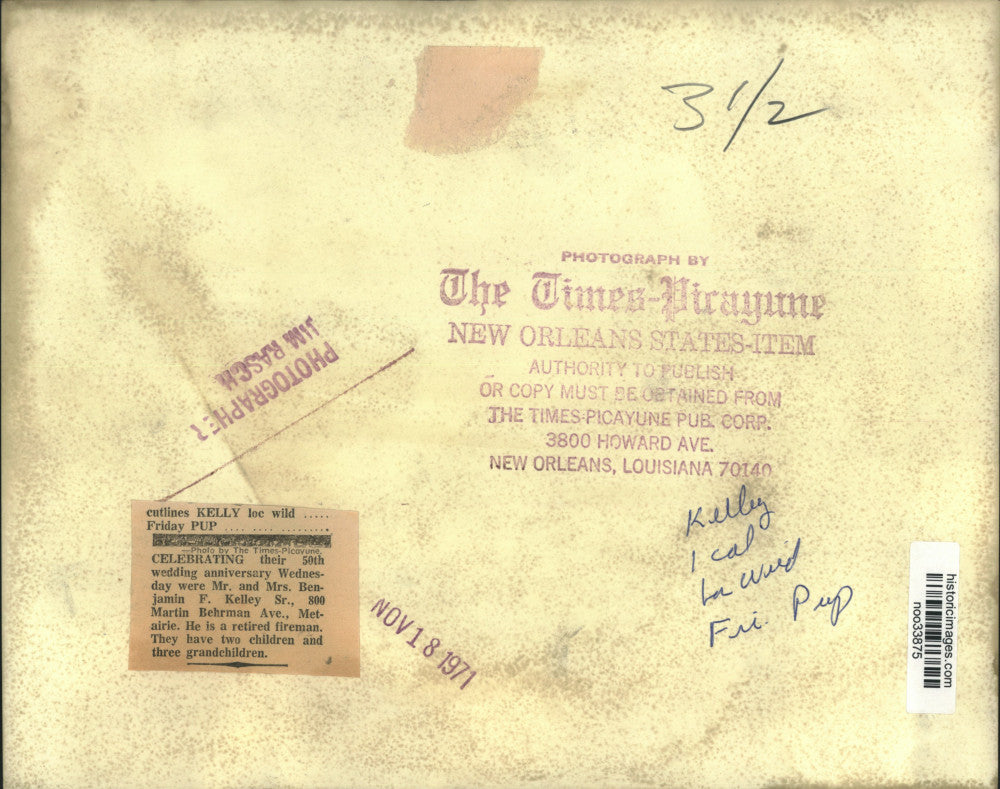 3 1/2
PHOTOGRAPH BY
The Times-Picayune
NEW ORLEANS STATES-ITEM
AUTHORITY TO PUBLISH
OR COPY MUST BE OBTAINED FROM
THE TIMES-PICAYUNE PUB. CORP.
3800 HOWARD AVE.
NEW ORLEANS, LOUISIANA 70140
PHOTOGRAPHER
JIM RASCH
cutlines KELLY loc wild .....
Friday PUP .... .... ........
—Photo by The Times-Picayune.
CELEBRATING their 50th
wedding anniversary Wednes-
day were Mr. and Mrs. Ben-
jamin F. Kelley Sr., 800
Martin Behrman Ave., Met-
airie. He is a retired fireman.
They have two children and
three grandchildren.
NOV 18 1971
Kelley
1 col
Loc Wild
Fri. Pup
historicimages.com
noo33875